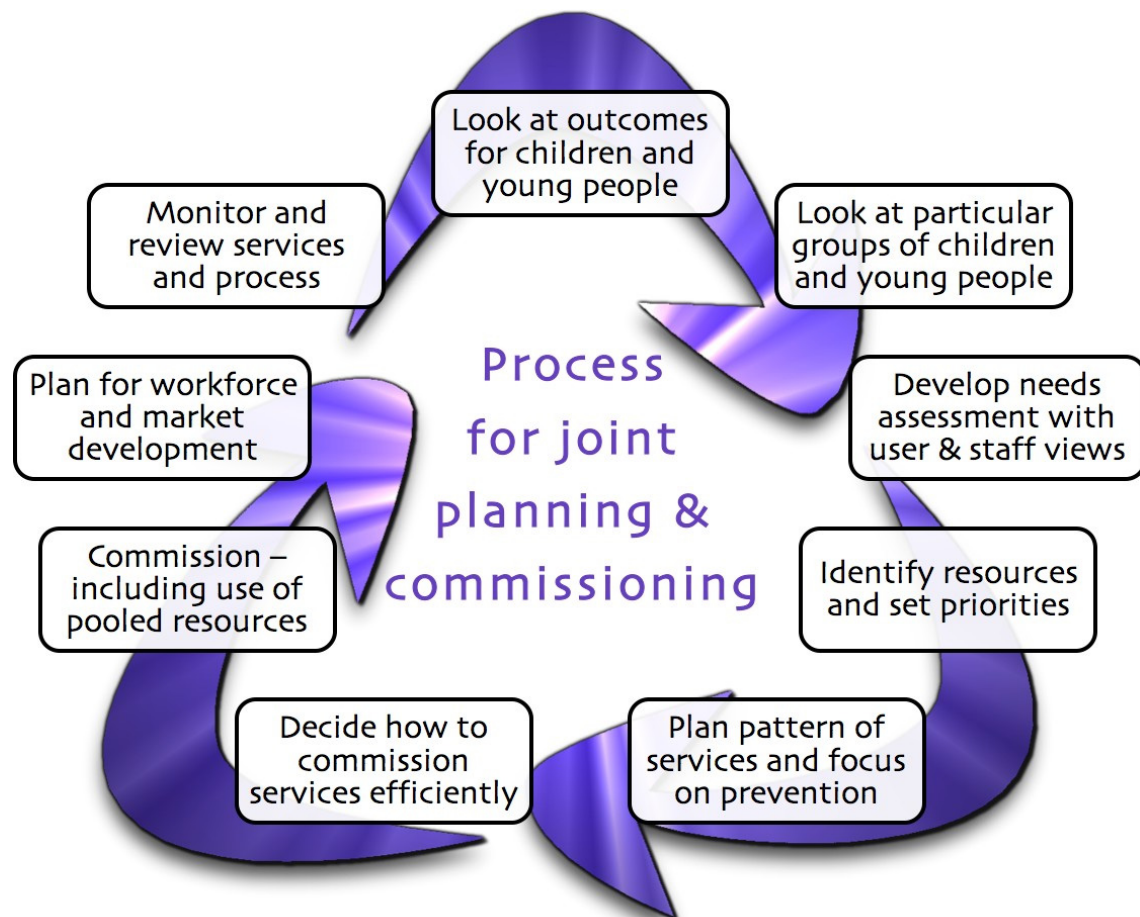 Look at outcomes
for children and
young people
Look at particular
groups of children
and young people
Develop needs
assessment with
user & staff views
Identify resources
and set priorities
Plan pattern of
services and focus
on prevention
Decide how to
commission
services efficiently
Commission –
including use of
pooled resources
Plan for workforce
and market
development
Monitor and
review services
and process
Process
for joint
planning &
commissioning